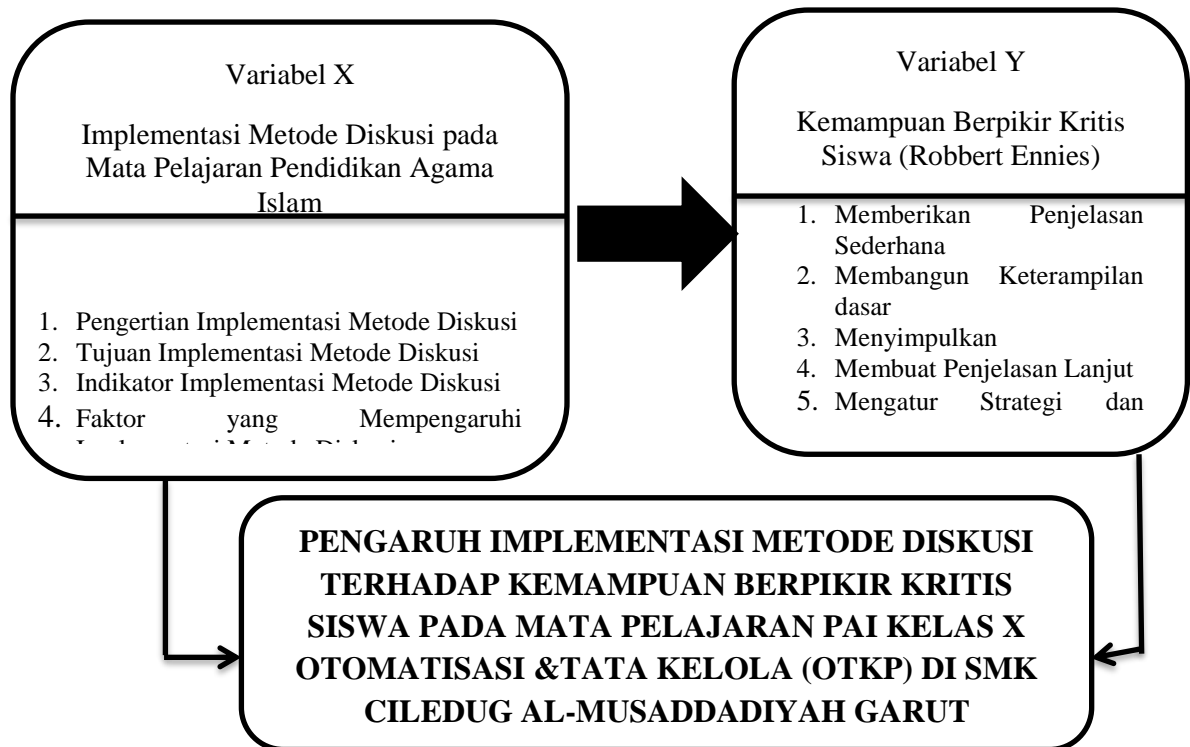 Variabel X
Implementasi Metode Diskusi pada
Mata Pelajaran Pendidikan Agama
Islam
1. Pengertian Implementasi Metode Diskusi
2. Tujuan Implementasi Metode Diskusi
3. Indikator Implementasi Metode Diskusi
4. Faktor yang Mempengaruhi
Variabel Y
Kemampuan Berpikir Kritis
Siswa (Robbert Ennies)
1. Memberikan Penjelasan
Sederhana
2. Membangun Keterampilan
dasar
3. Menyimpulkan
4. Membuat Penjelasan Lanjut
5. Mengatur Strategi dan
PENGARUH IMPLEMENTASI METODE DISKUSI
TERHADAP KEMAMPUAN BERPIKIR KRITIS
SISWA PADA MATA PELAJARAN PAI KELAS X
OTOMATISASI &TATA KELOLA (OTKP) DI SMK
CILEDUG AL-MUSADDADIYAH GARUT